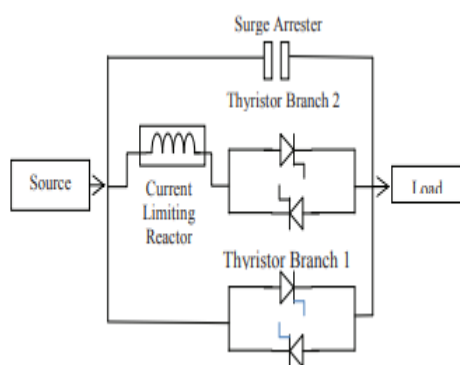 Surge Arrester
Thyristor Branch 2
Source
Current
Limiting
Reactor
Load
Thyristor Branch 1